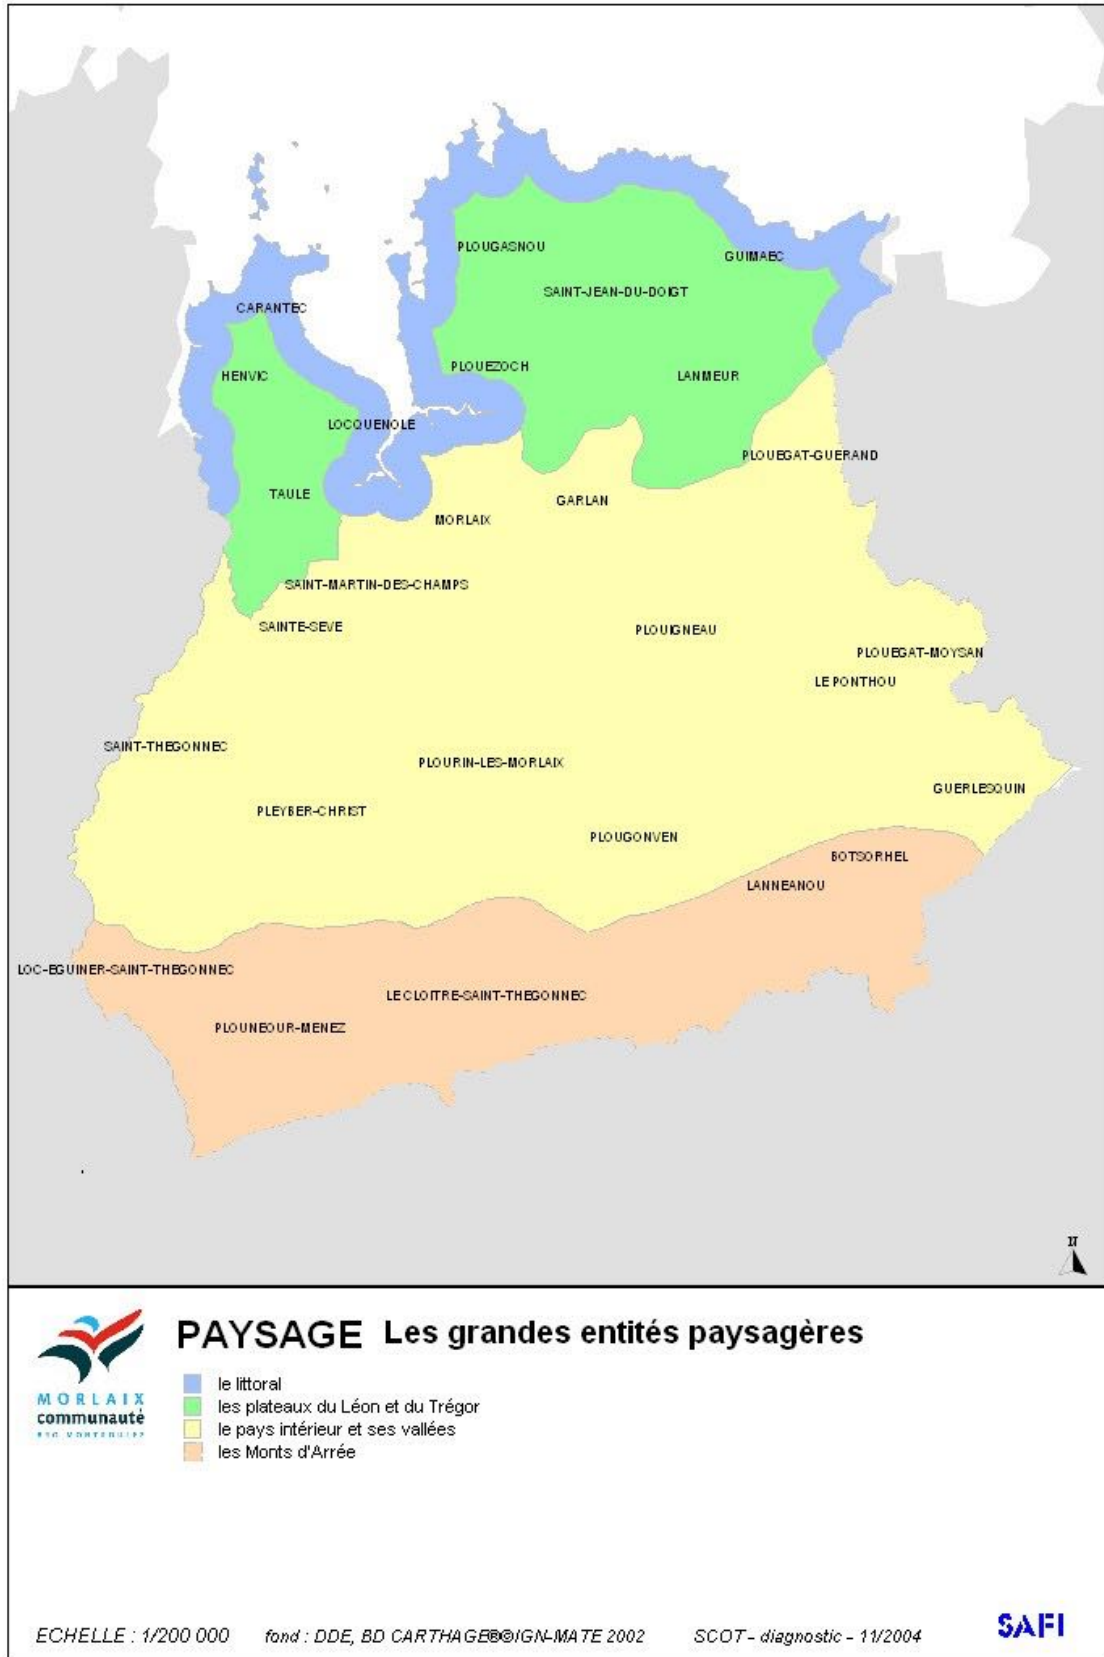 PLOUGASNOU
GUIMAEC
SAINT-JEAN-DU-DOIGT
CARANTEC
PLOUEZOCH
HENVIC
LANMEUR
LOCQUENOLE
PLOUEGAT-GUERAND
TAULE
GARLAN
MORLAIX
SAINT-MARTIN-DES-CHAMPS
SAINTE-SEVE
PLOUIGNEAU
PLOUEGAT-MOYSAN
LE PONTHOU
SAINT-THEGONNEC
PLOURIN-LES-MORLAIX
GUERLESQUIN
PLEYBER-CHRIST
PLOUGONVEN
BOTSORHEL
LANNEANOU
LOC-EGUINER-SAINT-THEGONNEC
LE CLOITRE-SAINT-THEGONNEC
PLOUNEOUR-MENEZ
N
PAYSAGE Les grandes entités paysagères
le littoral
les plateaux du Léon et du Trégor
le pays intérieur et ses vallées
les Monts d'Arrée
MORLAIX
communauté
ECHELLE : 1/200 000 fond : DDE, BD CARTHAGE®©IGN-MATE 2002 SCOT - diagnostic - 11/2004
SAFI